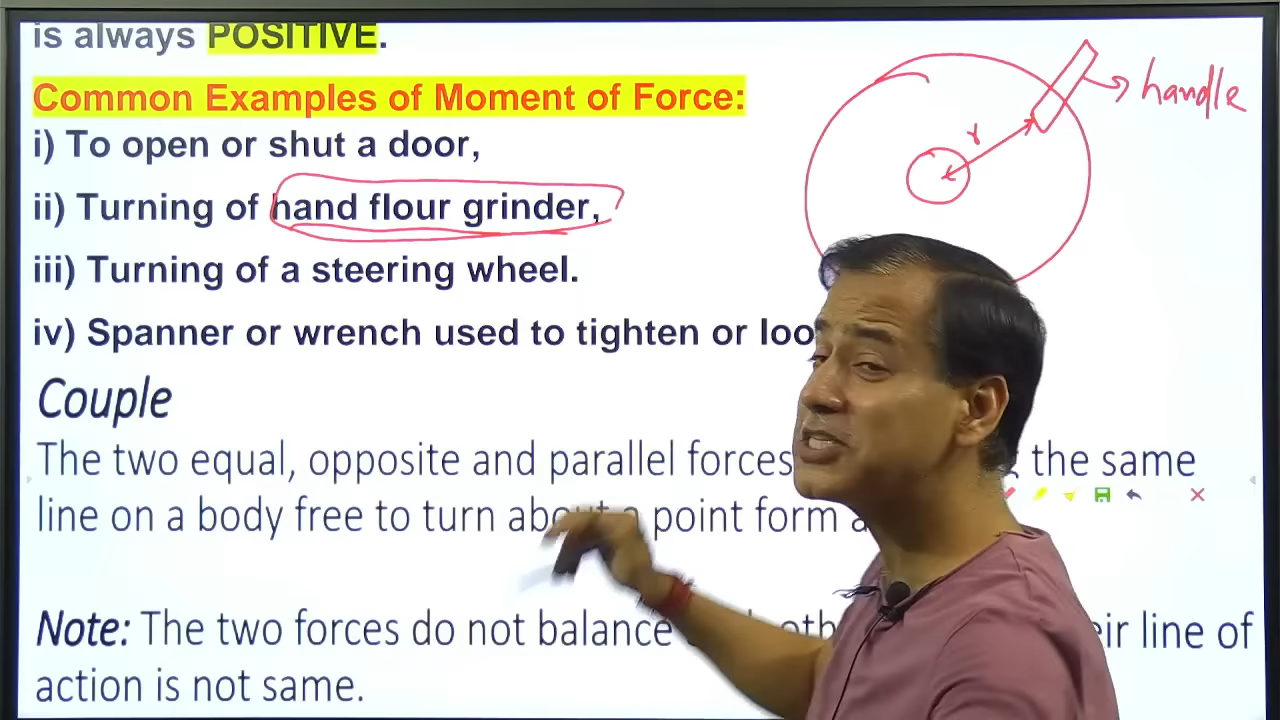 is always POSITIVE.
Common Examples of Moment of Force:
i) To open or shut a door,
ii) Turning of hand flour grinder,
iii) Turning of a steering wheel.
iv) Spanner or wrench used to tighten or loo
Couple
The two equal, opposite and parallel forces the same
line on a body free to turn about a point form a
Note: The two forces do not balance line of
action is not same.
r
handle